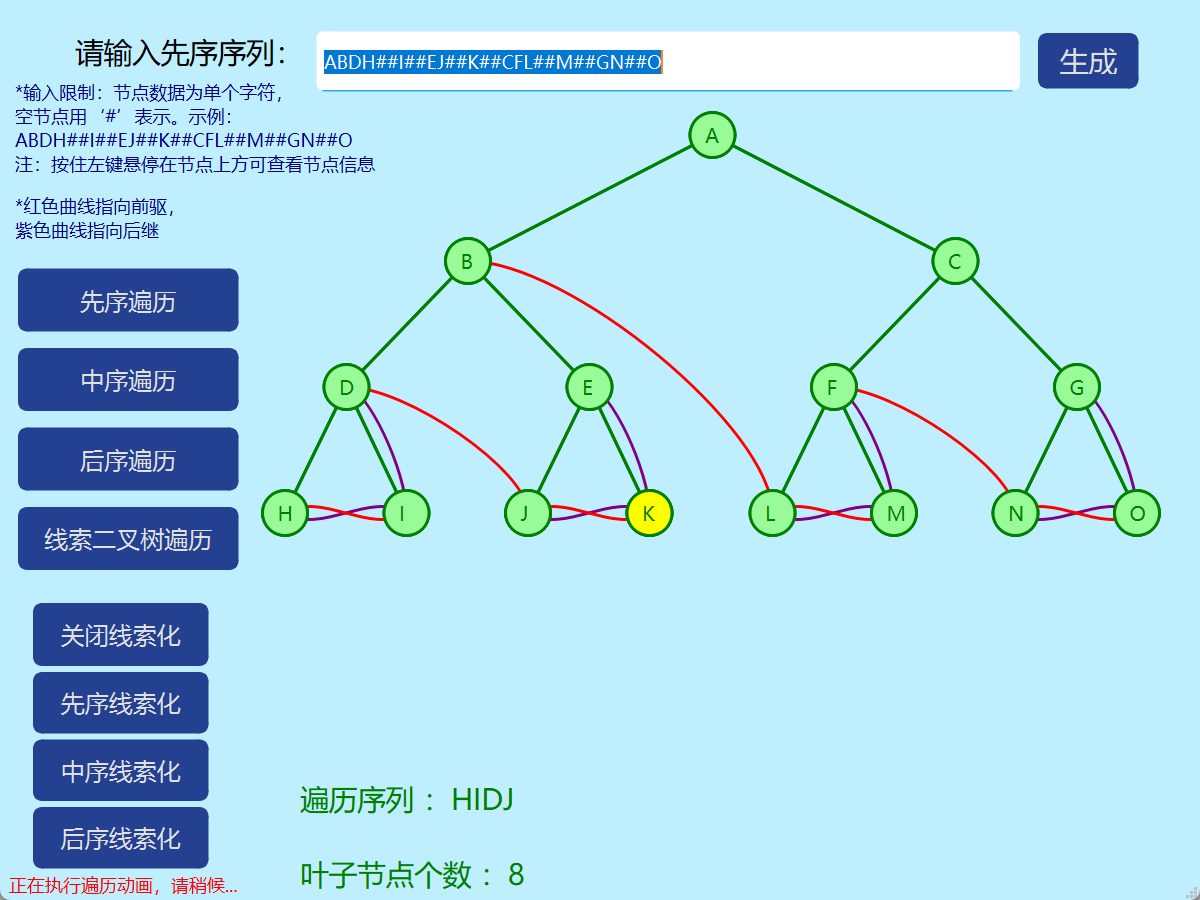 请输入先序序列：
ABDH##I##EJ##K##CFL##M##GN##O
生成
*输入限制：节点数据为单个字符，
空节点用‘#’表示。示例：
ABDH##I##EJ##K##CFL##M##GN##O
注：按住左键悬停在节点上方可查看节点信息
*红色曲线指向前驱，
紫色曲线指向后继
A
B
C
D
E
F
G
H
I
J
K
L
M
N
O
先序遍历
中序遍历
后序遍历
线索二叉树遍历
关闭线索化
先序线索化
中序线索化
后序线索化
遍历序列 ： HIDJ
叶子节点个数 ： 8
正在执行遍历动画，请稍候...